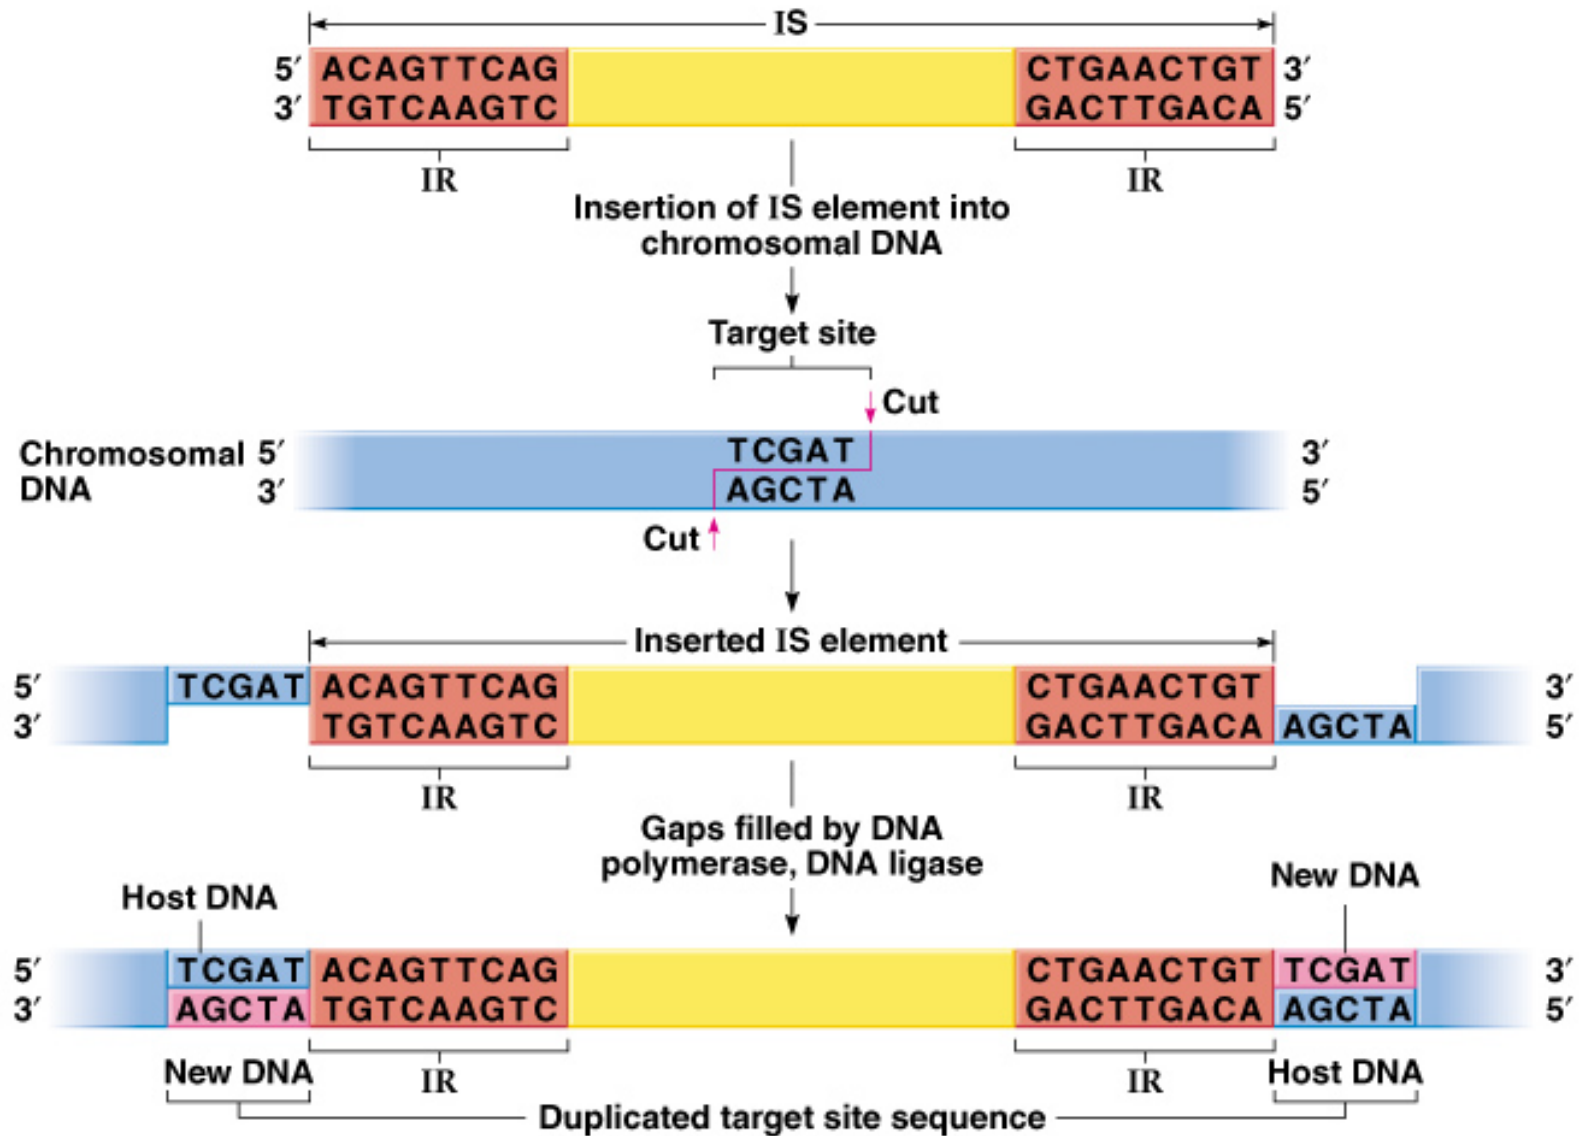 IS
5′ ACAGTTCAG CTGAACTGT 3′
3′ TGTCAAGTC GACTTGACA 5′
IR IR
Insertion of IS element into
chromosomal DNA
Target site
Cut
Chromosomal 5′ TCGAT 3′
DNA 3′ AGCTA 5′
Cut
Inserted IS element
5′ TCGAT ACAGTTCAG CTGAACTGT 3′
3′ TGTCAAGTC GACTTGACA AGCTA 5′
IR IR
Gaps filled by DNA
polymerase, DNA ligase
Host DNA New DNA
5′ TCGAT ACAGTTCAG CTGAACTGT TCGAT 3′
3′ AGCTA TGTCAAGTC GACTTGACA AGCTA 5′
New DNA IR IR Host DNA
Duplicated target site sequence